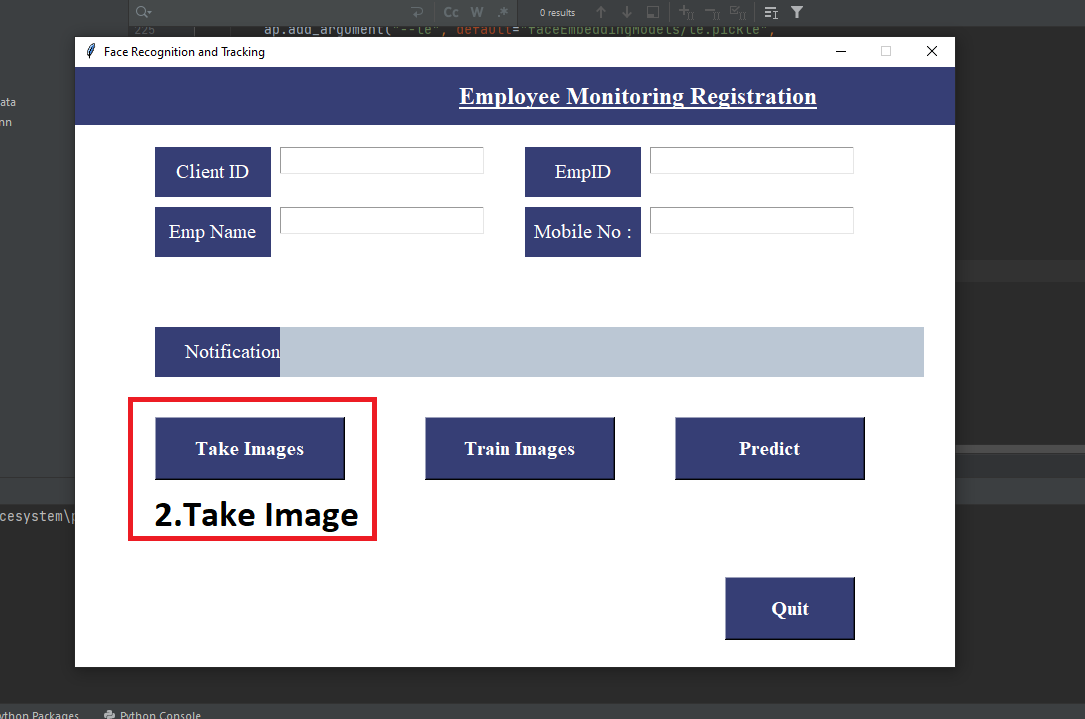 Cc W .*
0 results
225 ap.add_argument("--le", default="faceEmbeddingModels/le.pickle",
Face Recognition and Tracking
ata
nn
Employee Monitoring Registration
Client ID EmpID
Emp Name Mobile No :
Notification
Take Images Train Images Predict
2.Take Image
cesystem\
Quit
ython Packages Python Console